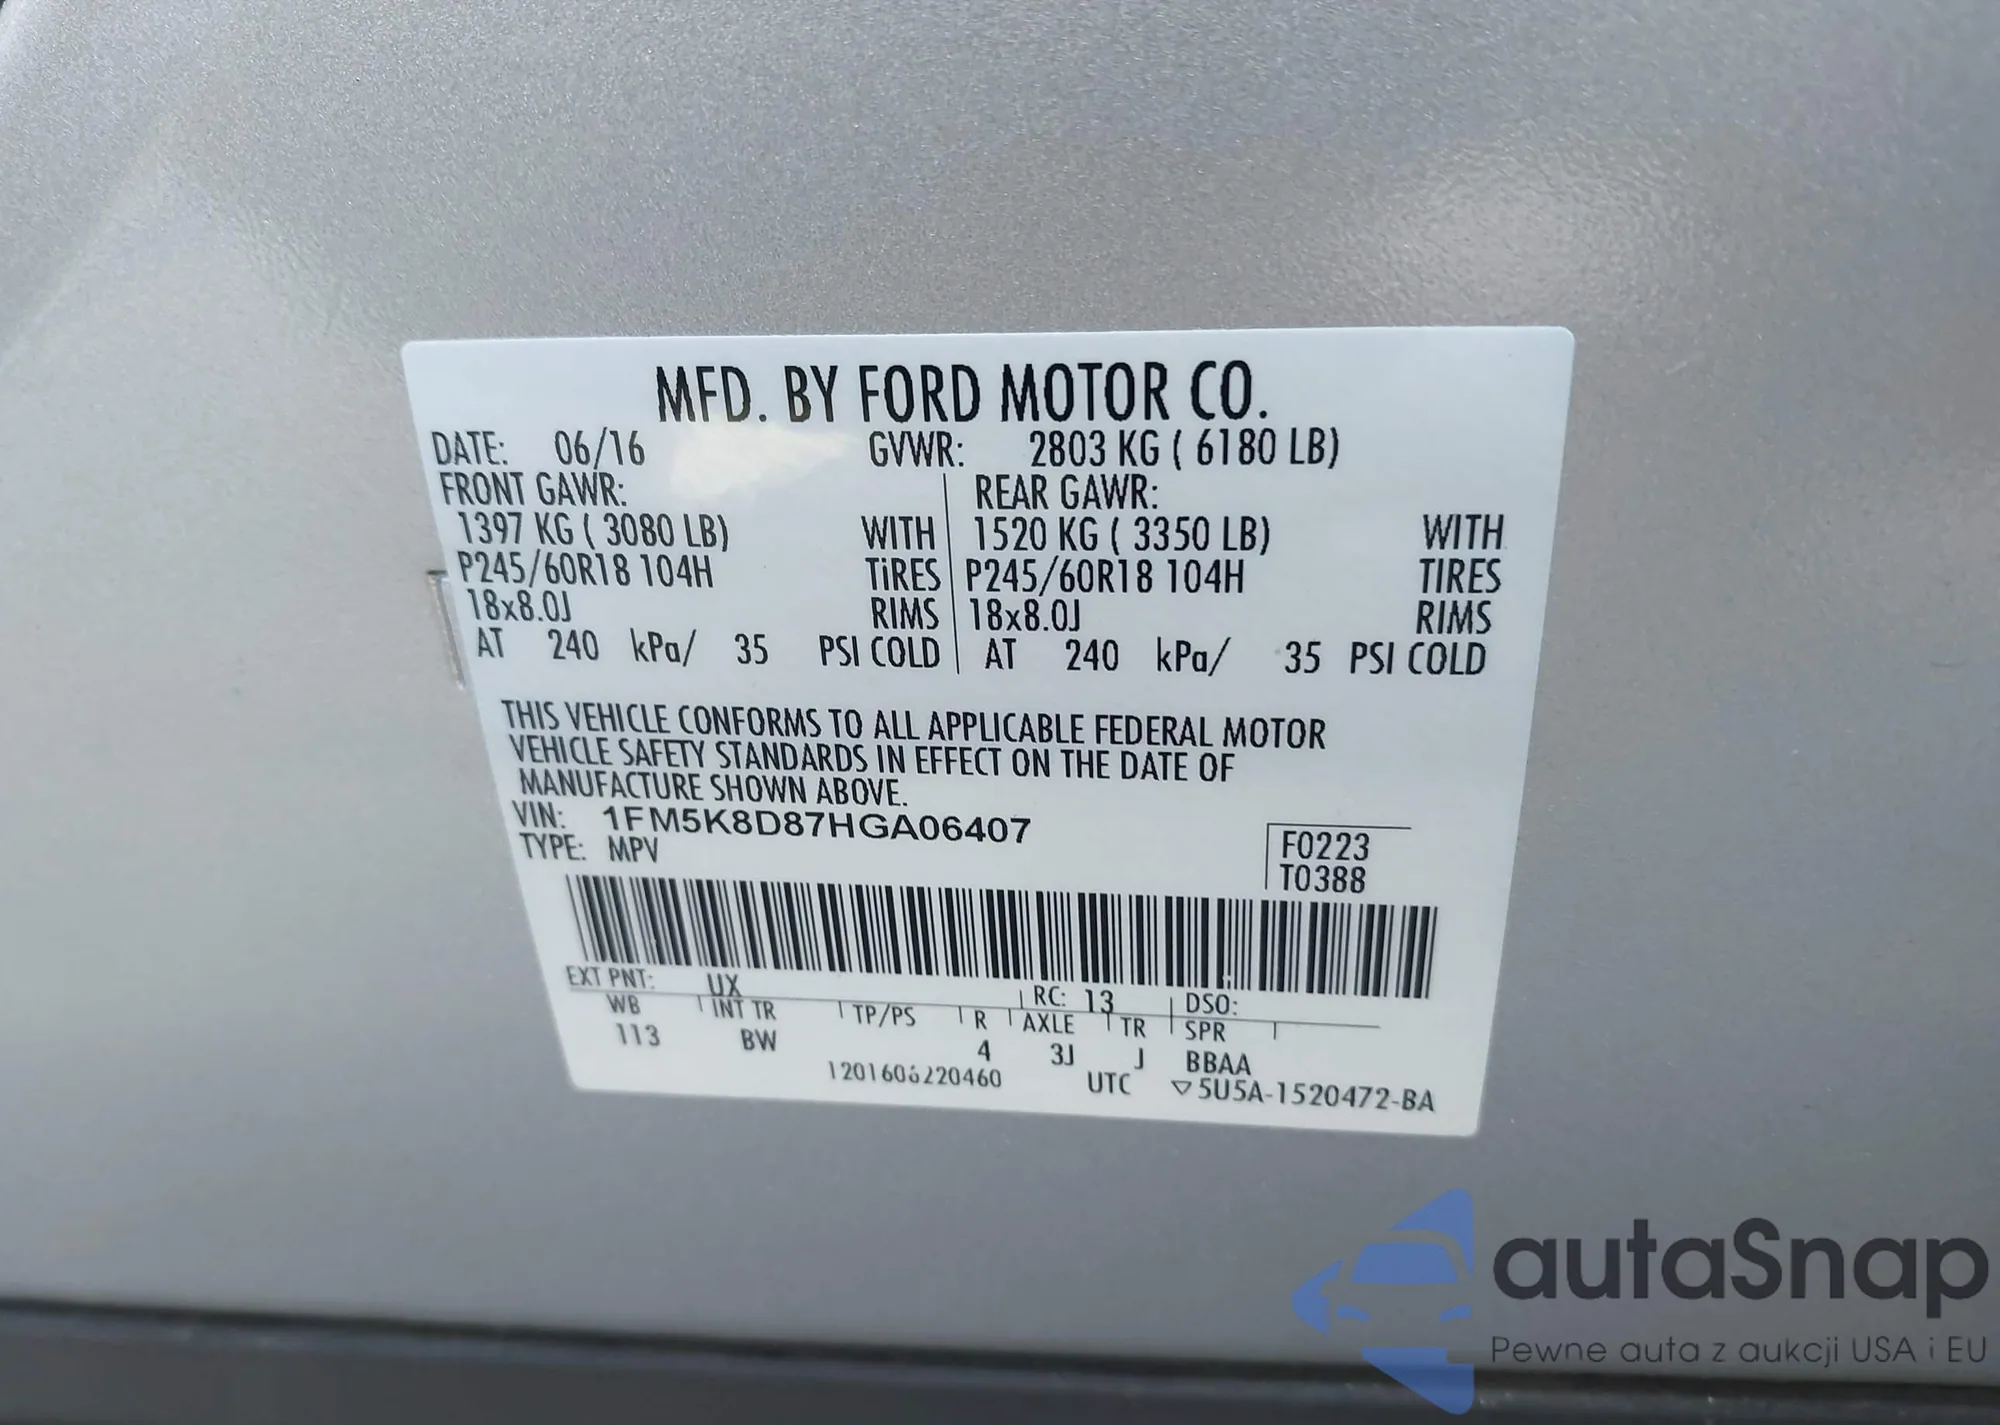 MFD. BY FORD MOTOR CO.
DATE: 06/16 GVWR: 2803 KG ( 6180 LB)
FRONT GAWR: REAR GAWR:
1397 KG ( 3080 LB) WITH 1520 KG ( 3350 LB) WITH
P245/60R18 104H TIRES P245/60R18 104H TIRES
18x8.0J RIMS 18x8.0J RIMS
AT 240 kPa/ 35 PSI COLD AT 240 kPa/ 35 PSI COLD
THIS VEHICLE CONFORMS TO ALL APPLICABLE FEDERAL MOTOR
VEHICLE SAFETY STANDARDS IN EFFECT ON THE DATE OF
MANUFACTURE SHOWN ABOVE.
VIN: 1FM5K8D87HGA06407
TYPE: MPV
F0223
T0388
EXT PNT: UX RC: 13 DSO:
WB INT TR TP/PS R AXLE TR SPR
113 BW 4 3J J BBAA
1201606220460 UTC ▽5U5A-1520472-BA
autaSnap
Pewne auta z aukcji USA i EU